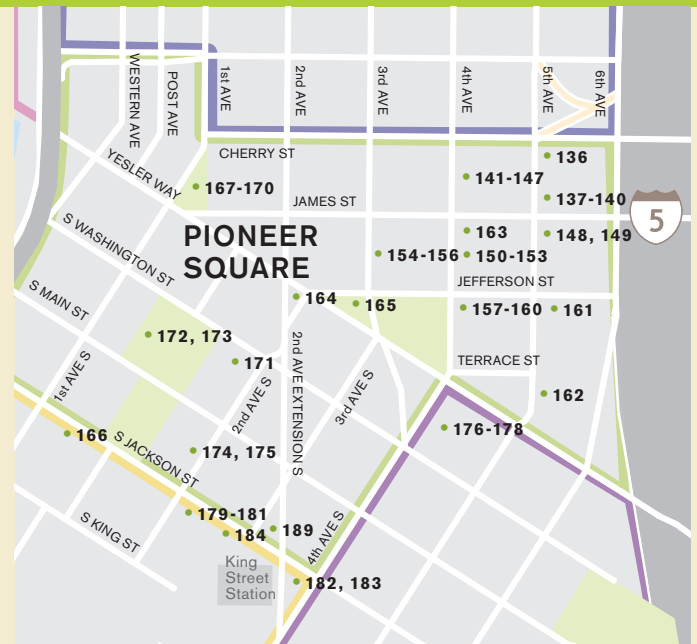 WESTERN AVE
POST AVE
1st AVE
2nd AVE
3rd AVE
4th AVE
5th AVE
6th AVE
CHERRY ST
136
YESLER WAY
167-170
141-147
137-140
JAMES ST
5
S WASHINGTON ST
PIONEER
SQUARE
163
148, 149
154-156
150-153
JEFFERSON ST
S MAIN ST
164
165
157-160
161
172, 173
171
2nd AVE EXTENSION S
TERRACE ST
1st AVE S
2nd AVE S
3rd AVE S
162
166
S JACKSON ST
174, 175
176-178
S KING ST
179-181
184
189
4th AVE S
King
Street
Station
182, 183